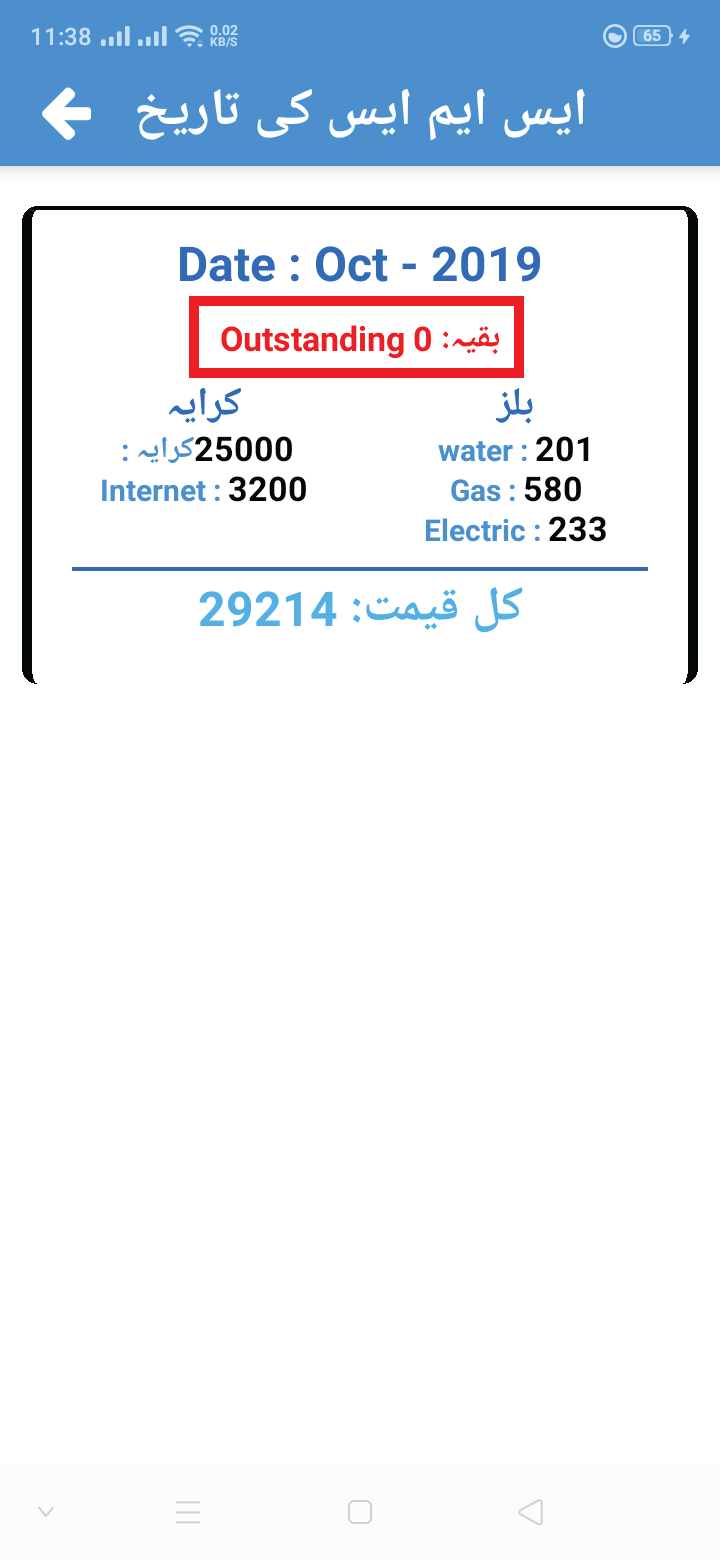 11:38 0.02 KB/S 65
ایس ایم ایس کی تاریخ
Date : Oct - 2019
Outstanding 0 بقیہ:
کرایہ
کرایہ : 25000
Internet : 3200
بلز
water : 201
Gas : 580
Electric : 233
کل قیمت: 29214